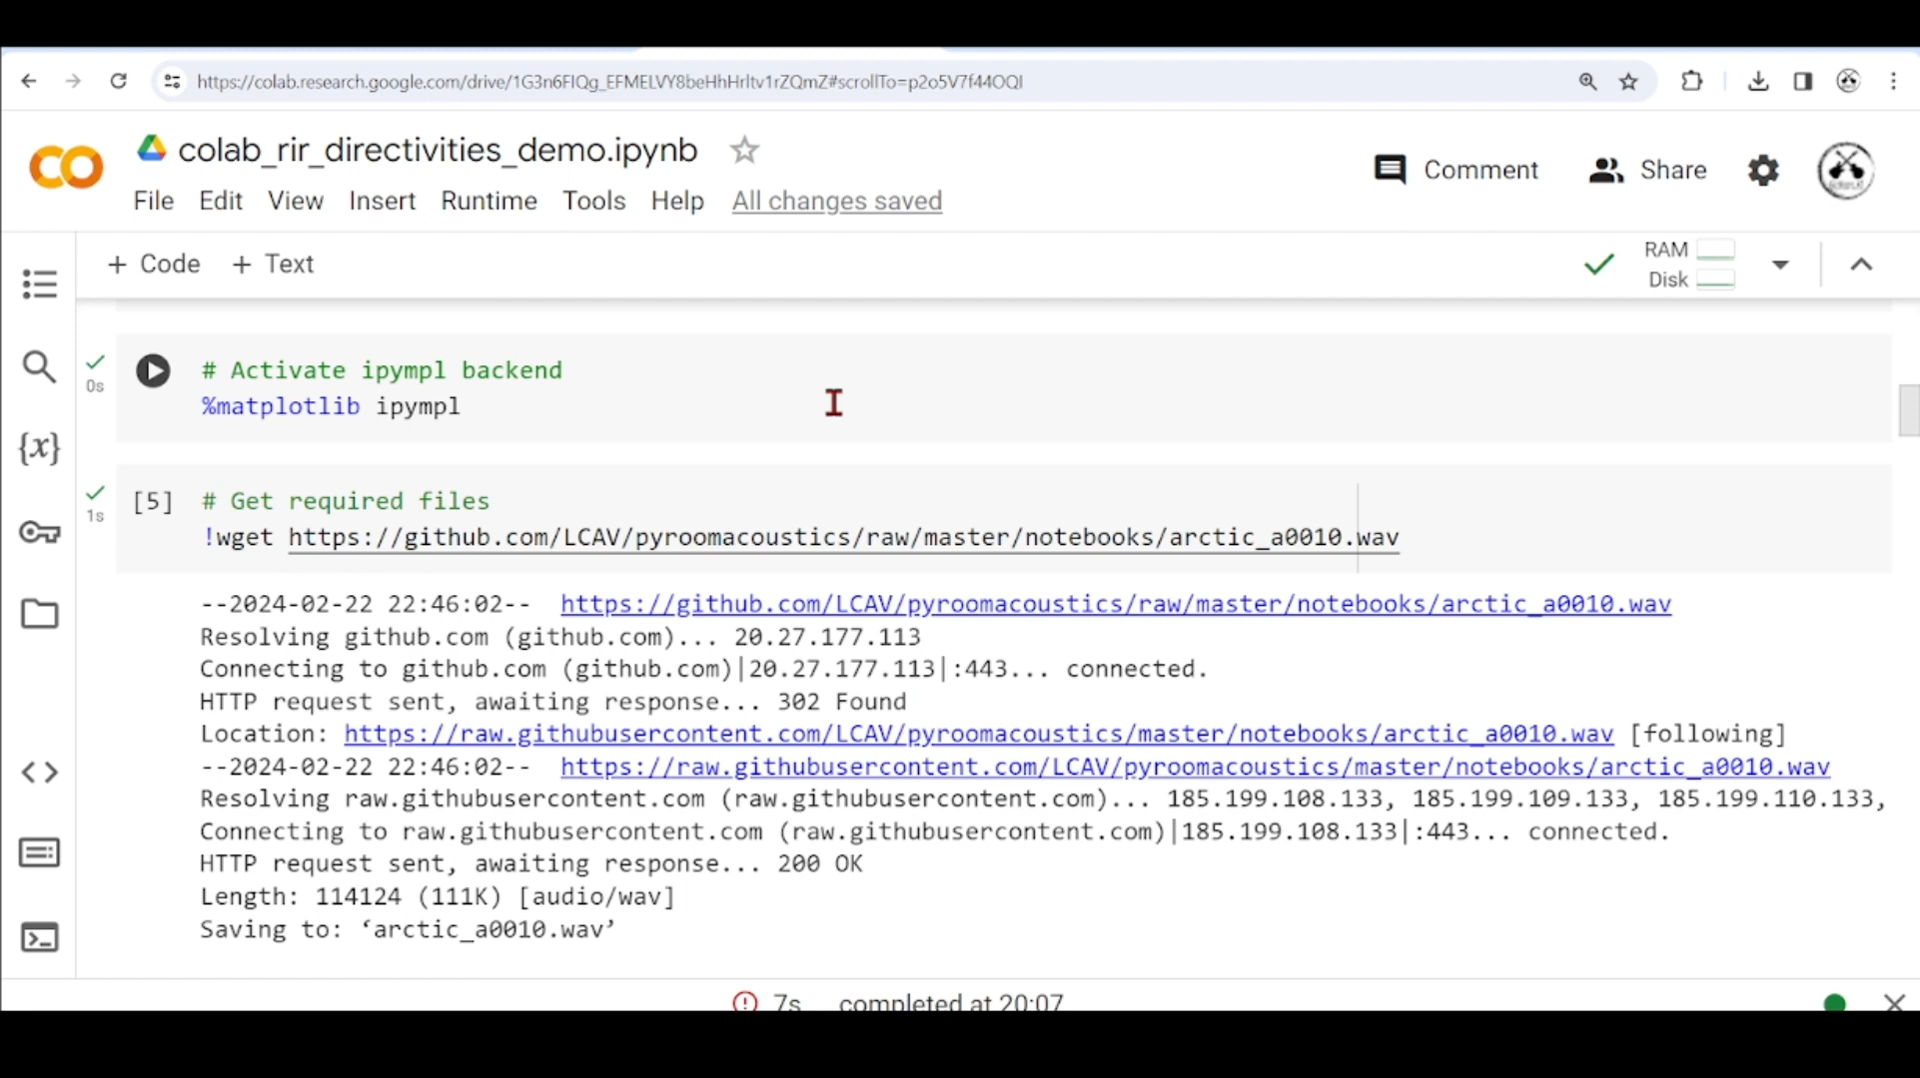 https://colab.research.google.com/drive/1G3n6FIQg_EFMELVY8beHhHrltv1rZQmZ#scrollTo=p2o5V7f44OQI
colab_rir_directivities_demo.ipynb
Comment
Share
File Edit View Insert Runtime Tools Help All changes saved
+ Code + Text
RAM
Disk
0s
# Activate ipympl backend
%matplotlib ipympl
1s
[5] # Get required files
!wget https://github.com/LCAV/pyroomacoustics/raw/master/notebooks/arctic_a0010.wav
--2024-02-22 22:46:02-- https://github.com/LCAV/pyroomacoustics/raw/master/notebooks/arctic_a0010.wav
Resolving github.com (github.com)... 20.27.177.113
Connecting to github.com (github.com)|20.27.177.113|:443... connected.
HTTP request sent, awaiting response... 302 Found
Location: https://raw.githubusercontent.com/LCAV/pyroomacoustics/master/notebooks/arctic_a0010.wav [following]
--2024-02-22 22:46:02-- https://raw.githubusercontent.com/LCAV/pyroomacoustics/master/notebooks/arctic_a0010.wav
Resolving raw.githubusercontent.com (raw.githubusercontent.com)... 185.199.108.133, 185.199.109.133, 185.199.110.133,
Connecting to raw.githubusercontent.com (raw.githubusercontent.com)|185.199.108.133|:443... connected.
HTTP request sent, awaiting response... 200 OK
Length: 114124 (111K) [audio/wav]
Saving to: ‘arctic_a0010.wav’
7s completed at 20:07